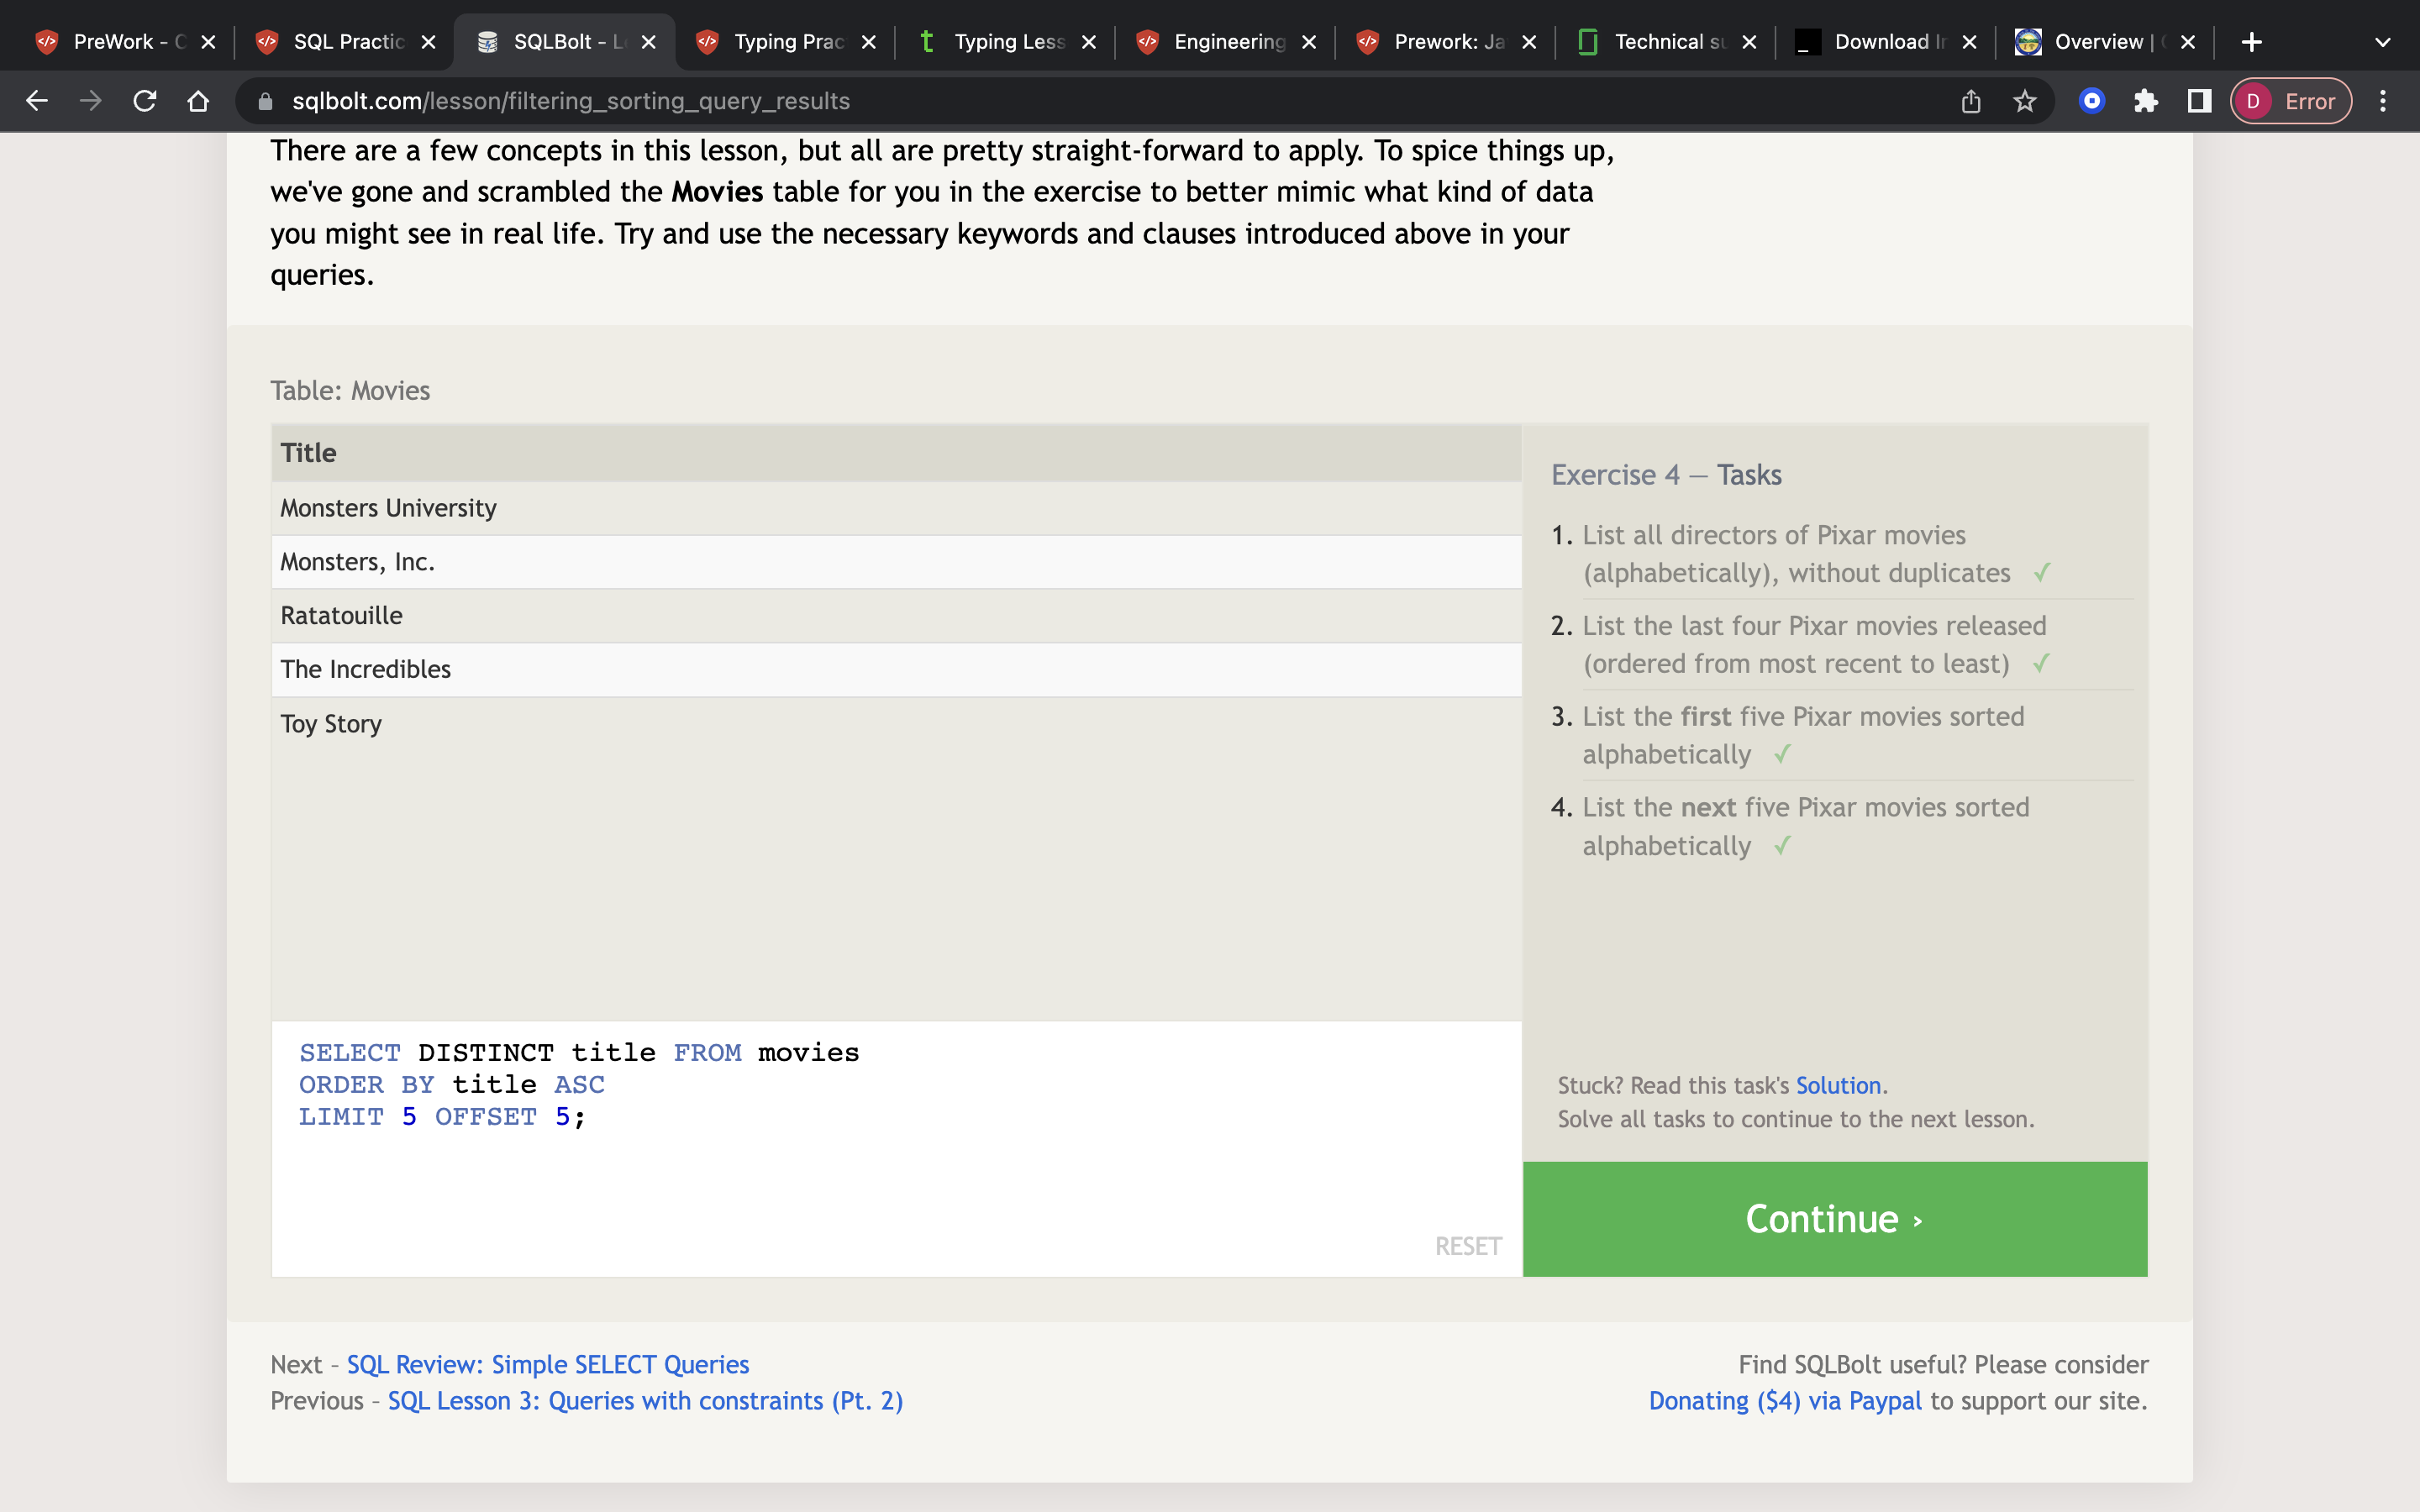 PreWork - C
SQL Practic
SQLBolt - L
Typing Prac
Typing Less
Engineering
Prework: Ja
Technical su
Download I
Overview |
sqlbolt.com/lesson/filtering_sorting_query_results
D Error
There are a few concepts in this lesson, but all are pretty straight-forward to apply. To spice things up,
we've gone and scrambled the Movies table for you in the exercise to better mimic what kind of data
you might see in real life. Try and use the necessary keywords and clauses introduced above in your
queries.
Table: Movies
Title
Monsters University
Monsters, Inc.
Ratatouille
The Incredibles
Toy Story
SELECT DISTINCT title FROM movies
ORDER BY title ASC
LIMIT 5 OFFSET 5;
RESET
Exercise 4 — Tasks
1. List all directors of Pixar movies
(alphabetically), without duplicates ✓
2. List the last four Pixar movies released
(ordered from most recent to least) ✓
3. List the first five Pixar movies sorted
alphabetically ✓
4. List the next five Pixar movies sorted
alphabetically ✓
Stuck? Read this task's Solution.
Solve all tasks to continue to the next lesson.
Continue ›
Next – SQL Review: Simple SELECT Queries
Previous – SQL Lesson 3: Queries with constraints (Pt. 2)
Find SQLBolt useful? Please consider
Donating ($4) via Paypal to support our site.